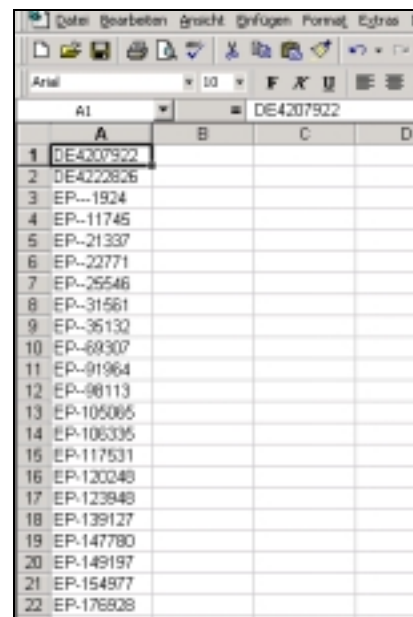 Datei Bearbeiten Ansicht Einfügen Format Extras
Arial 10 F K U
A1 = DE4207922
A B C D
1 DE4207922
2 DE4222826
3 EP---1924
4 EP--11745
5 EP--21337
6 EP--22771
7 EP--25546
8 EP--31561
9 EP--35132
10 EP--69307
11 EP--91964
12 EP--98113
13 EP-105065
14 EP-106335
15 EP-117531
16 EP-120248
17 EP-123948
18 EP-139127
19 EP-147780
20 EP-149197
21 EP-154977
22 EP-176928